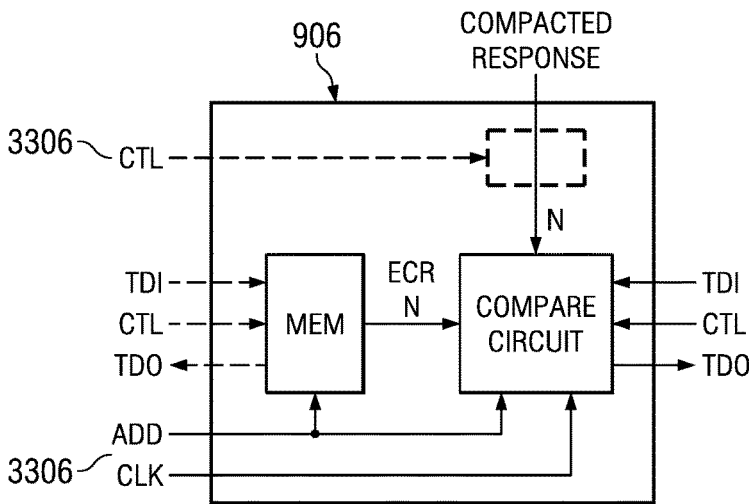 COMPACTED
RESPONSE
906
3306 CTL
N
TDI
CTL
TDO
MEM
ECR
N
COMPARE
CIRCUIT
TDI
CTL
TDO
ADD
3306
CLK